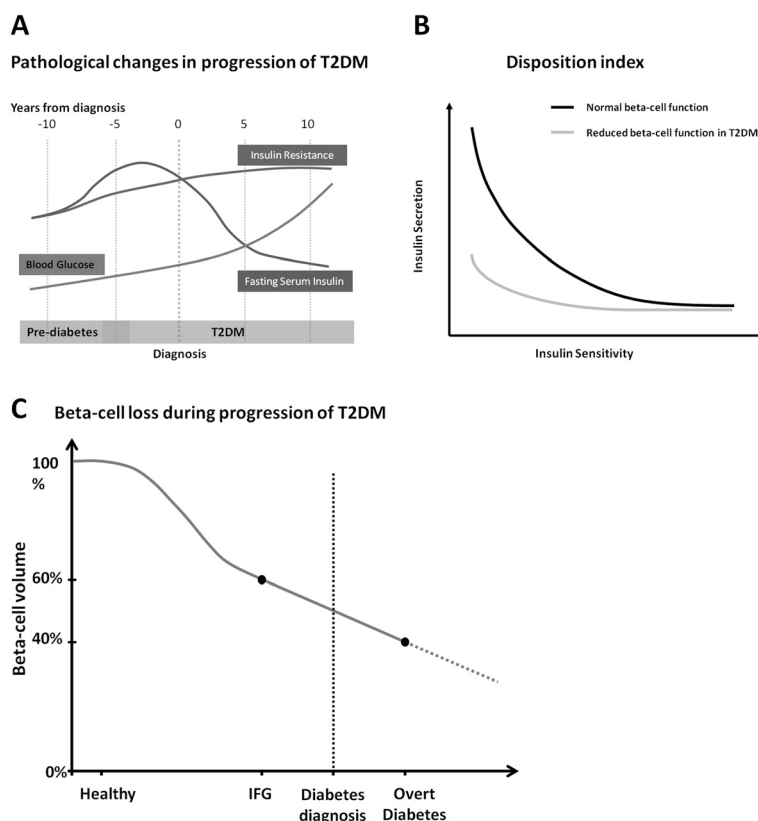 A
Pathological changes in progression of T2DM
Years from diagnosis
-10 -5 0 5 10
Insulin Resistance
Blood Glucose
Fasting Serum Insulin
Pre-diabetes T2DM
Diagnosis
B
Disposition index
Normal beta-cell function
Reduced beta-cell function in T2DM
Insulin Secretion
Insulin Sensitivity
C Beta-cell loss during progression of T2DM
100
%
60%
40%
0%
Beta-cell volume
Healthy IFG Diabetes Overt
diagnosis Diabetes